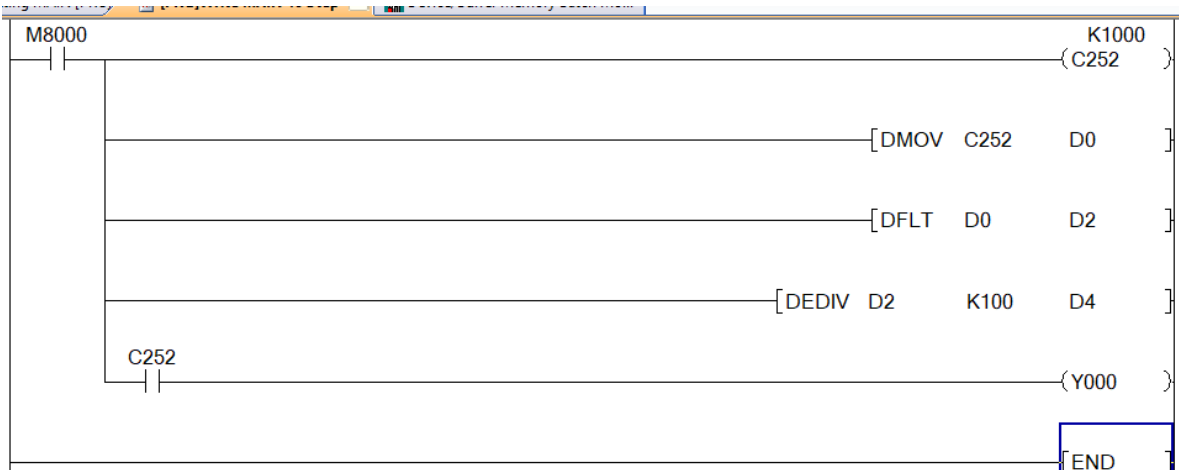 M8000 K1000
C252
DMOV C252 D0
DFLT D0 D2
DEDIV D2 K100 D4
C252
Y000
END